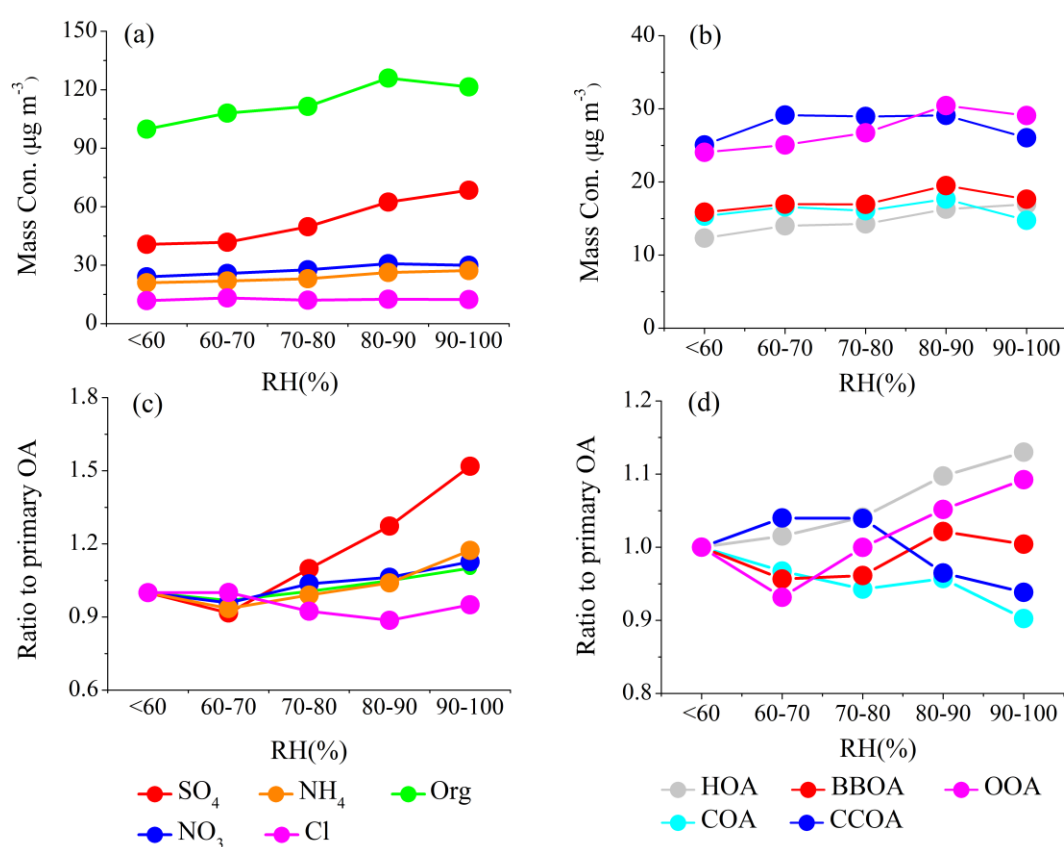 (a)
Mass Con. (μg m⁻³)
150
120
90
60
30
0
<60 60-70 70-80 80-90 90-100
RH(%)
(b)
Mass Con. (μg m⁻³)
40
30
20
10
0
<60 60-70 70-80 80-90 90-100
RH(%)
(c)
Ratio to primary OA
1.8
1.5
1.2
0.9
0.6
<60 60-70 70-80 80-90 90-100
RH(%)
(d)
Ratio to primary OA
1.2
1.1
1.0
0.9
0.8
<60 60-70 70-80 80-90 90-100
RH(%)
SO₄ NH₄ Org
NO₃ Cl
HOA BBOA OOA
COA CCOA